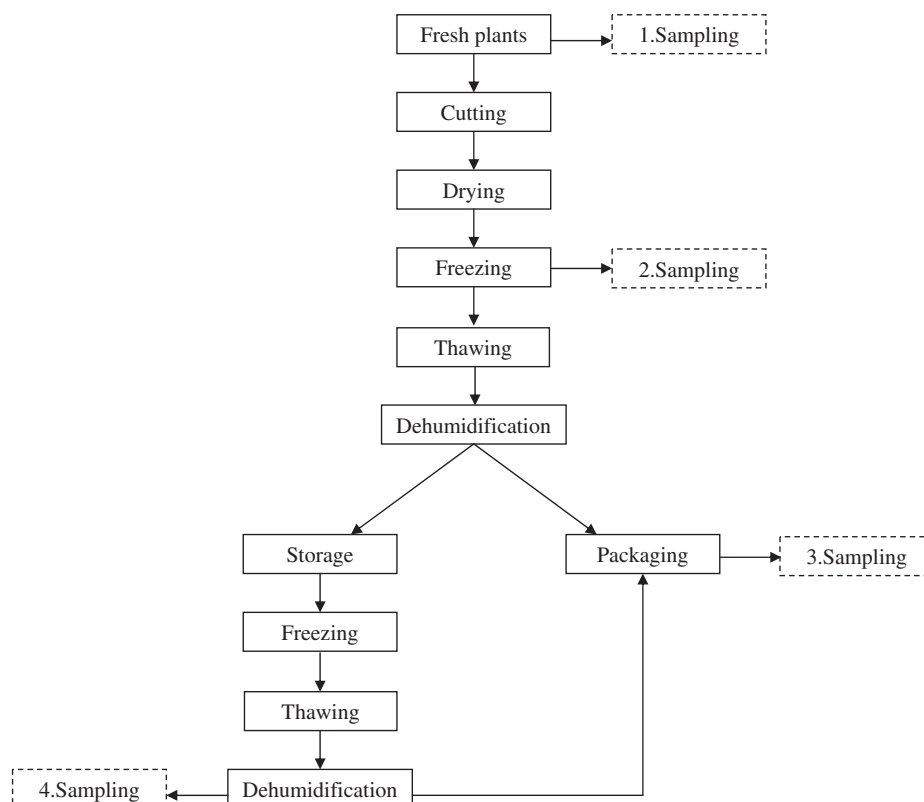 Fresh plants
1.Sampling
Cutting
Drying
Freezing
2.Sampling
Thawing
Dehumidification
Storage
Packaging
3.Sampling
Freezing
Thawing
4.Sampling
Dehumidification